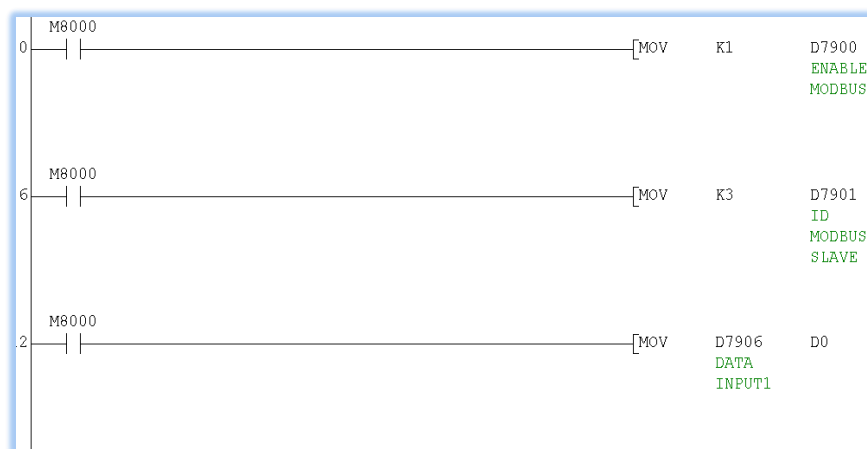 M8000
0 [MOV K1 D7900
ENABLE
MODBUS
M8000
6 [MOV K3 D7901
ID
MODBUS
SLAVE
M8000
2 [MOV D7906 D0
DATA
INPUT1